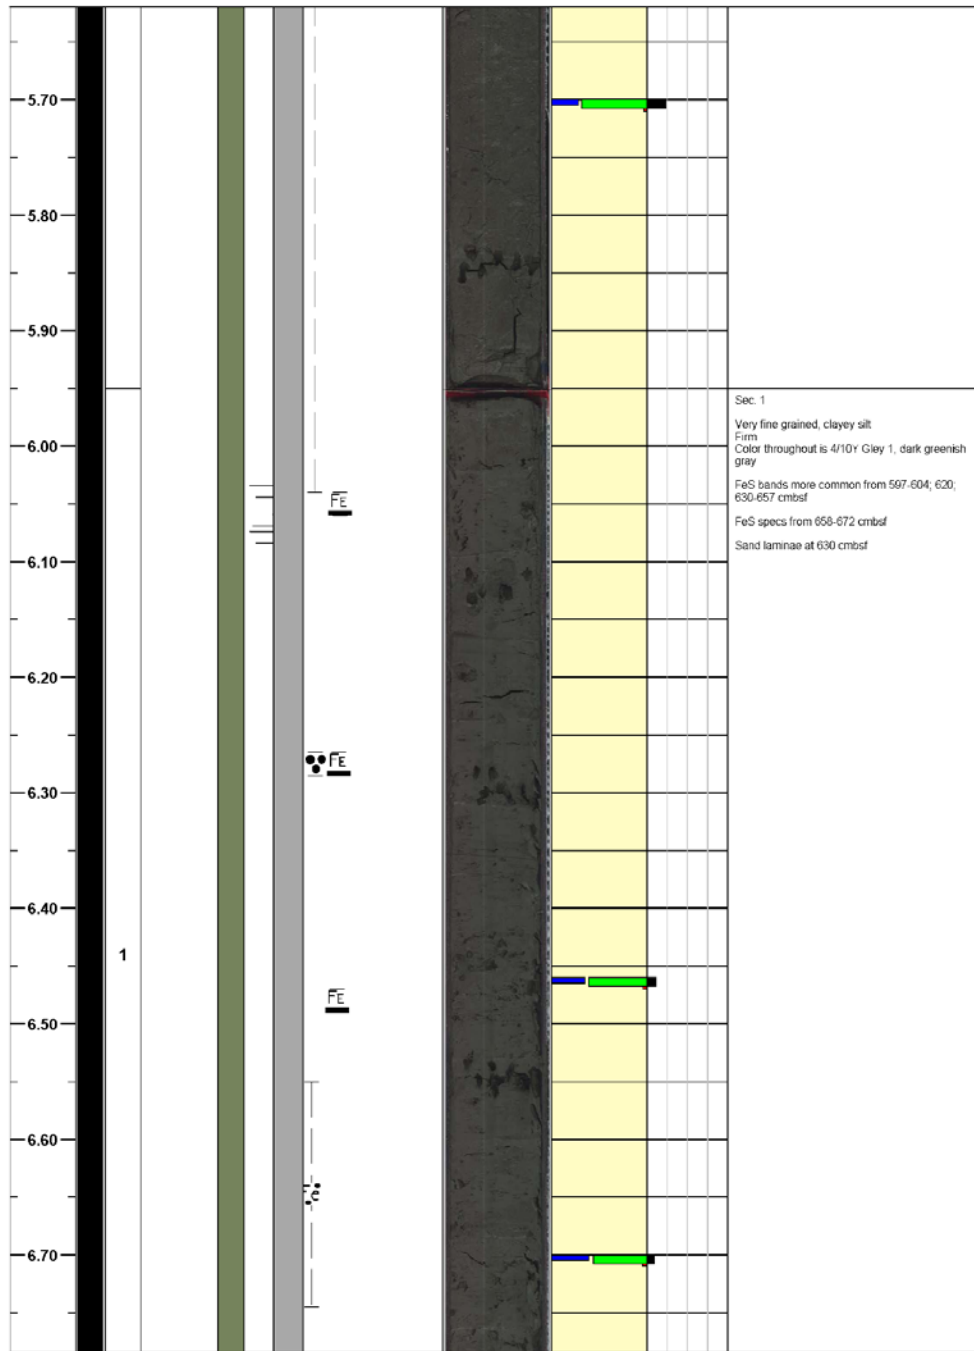 5.70
5.80
5.90
Sec. 1
Very fine grained, clayey silt
Firm
Color throughout is 4/10Y Gley 1, dark greenish
gray
6.00
FeS bands more common from 597-604; 620;
630-657 cmbsf
FE
FeS specs from 658-672 cmbsf
Sand laminae at 630 cmbsf
6.10
6.20
FE
6.30
6.40
1
FE
6.50
6.60
6.70